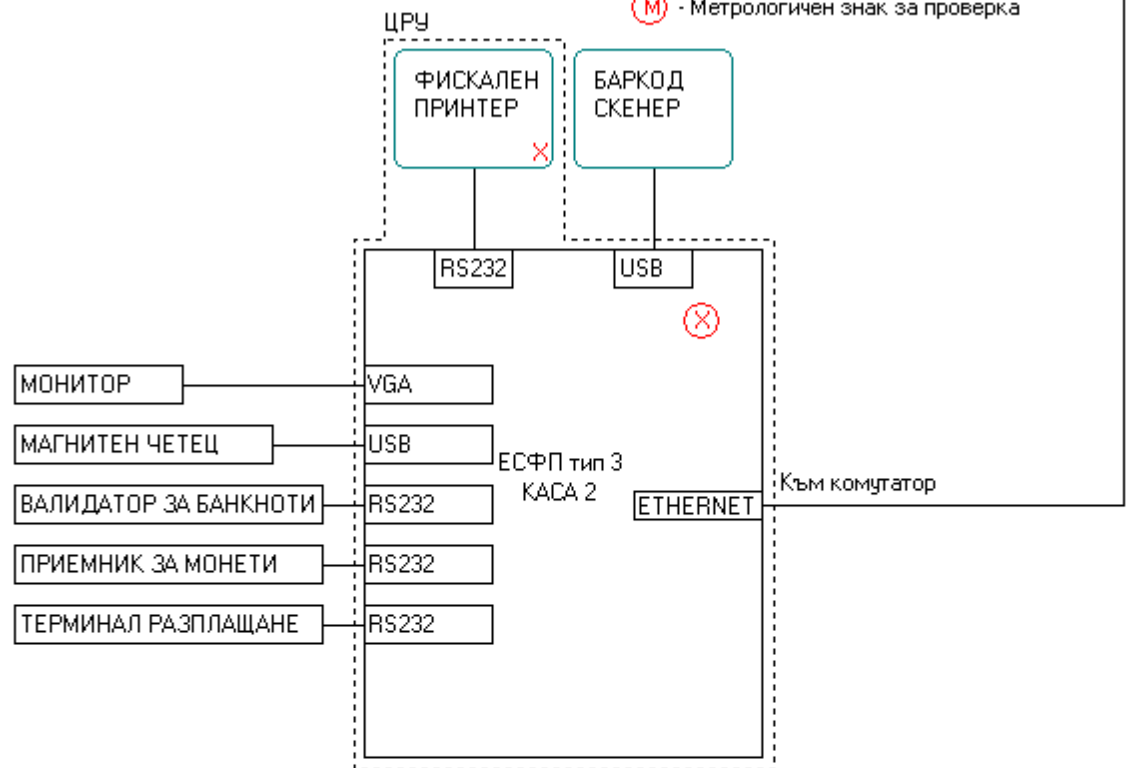 М - Метрологичен знак за проверка
ЦРУ
ФИСКАЛЕН
ПРИНТЕР
X
БАРКОД
СКЕНЕР
RS232
USB
X
МОНИТОР
VGA
МАГНИТЕН ЧЕТЕЦ
USB
ЕСФП тип 3
КАСА 2
ВАЛИДАТОР ЗА БАНКНОТИ
RS232
ETHERNET
Към комутатор
ПРИЕМНИК ЗА МОНЕТИ
RS232
ТЕРМИНАЛ РАЗПЛАЩАНЕ
RS232